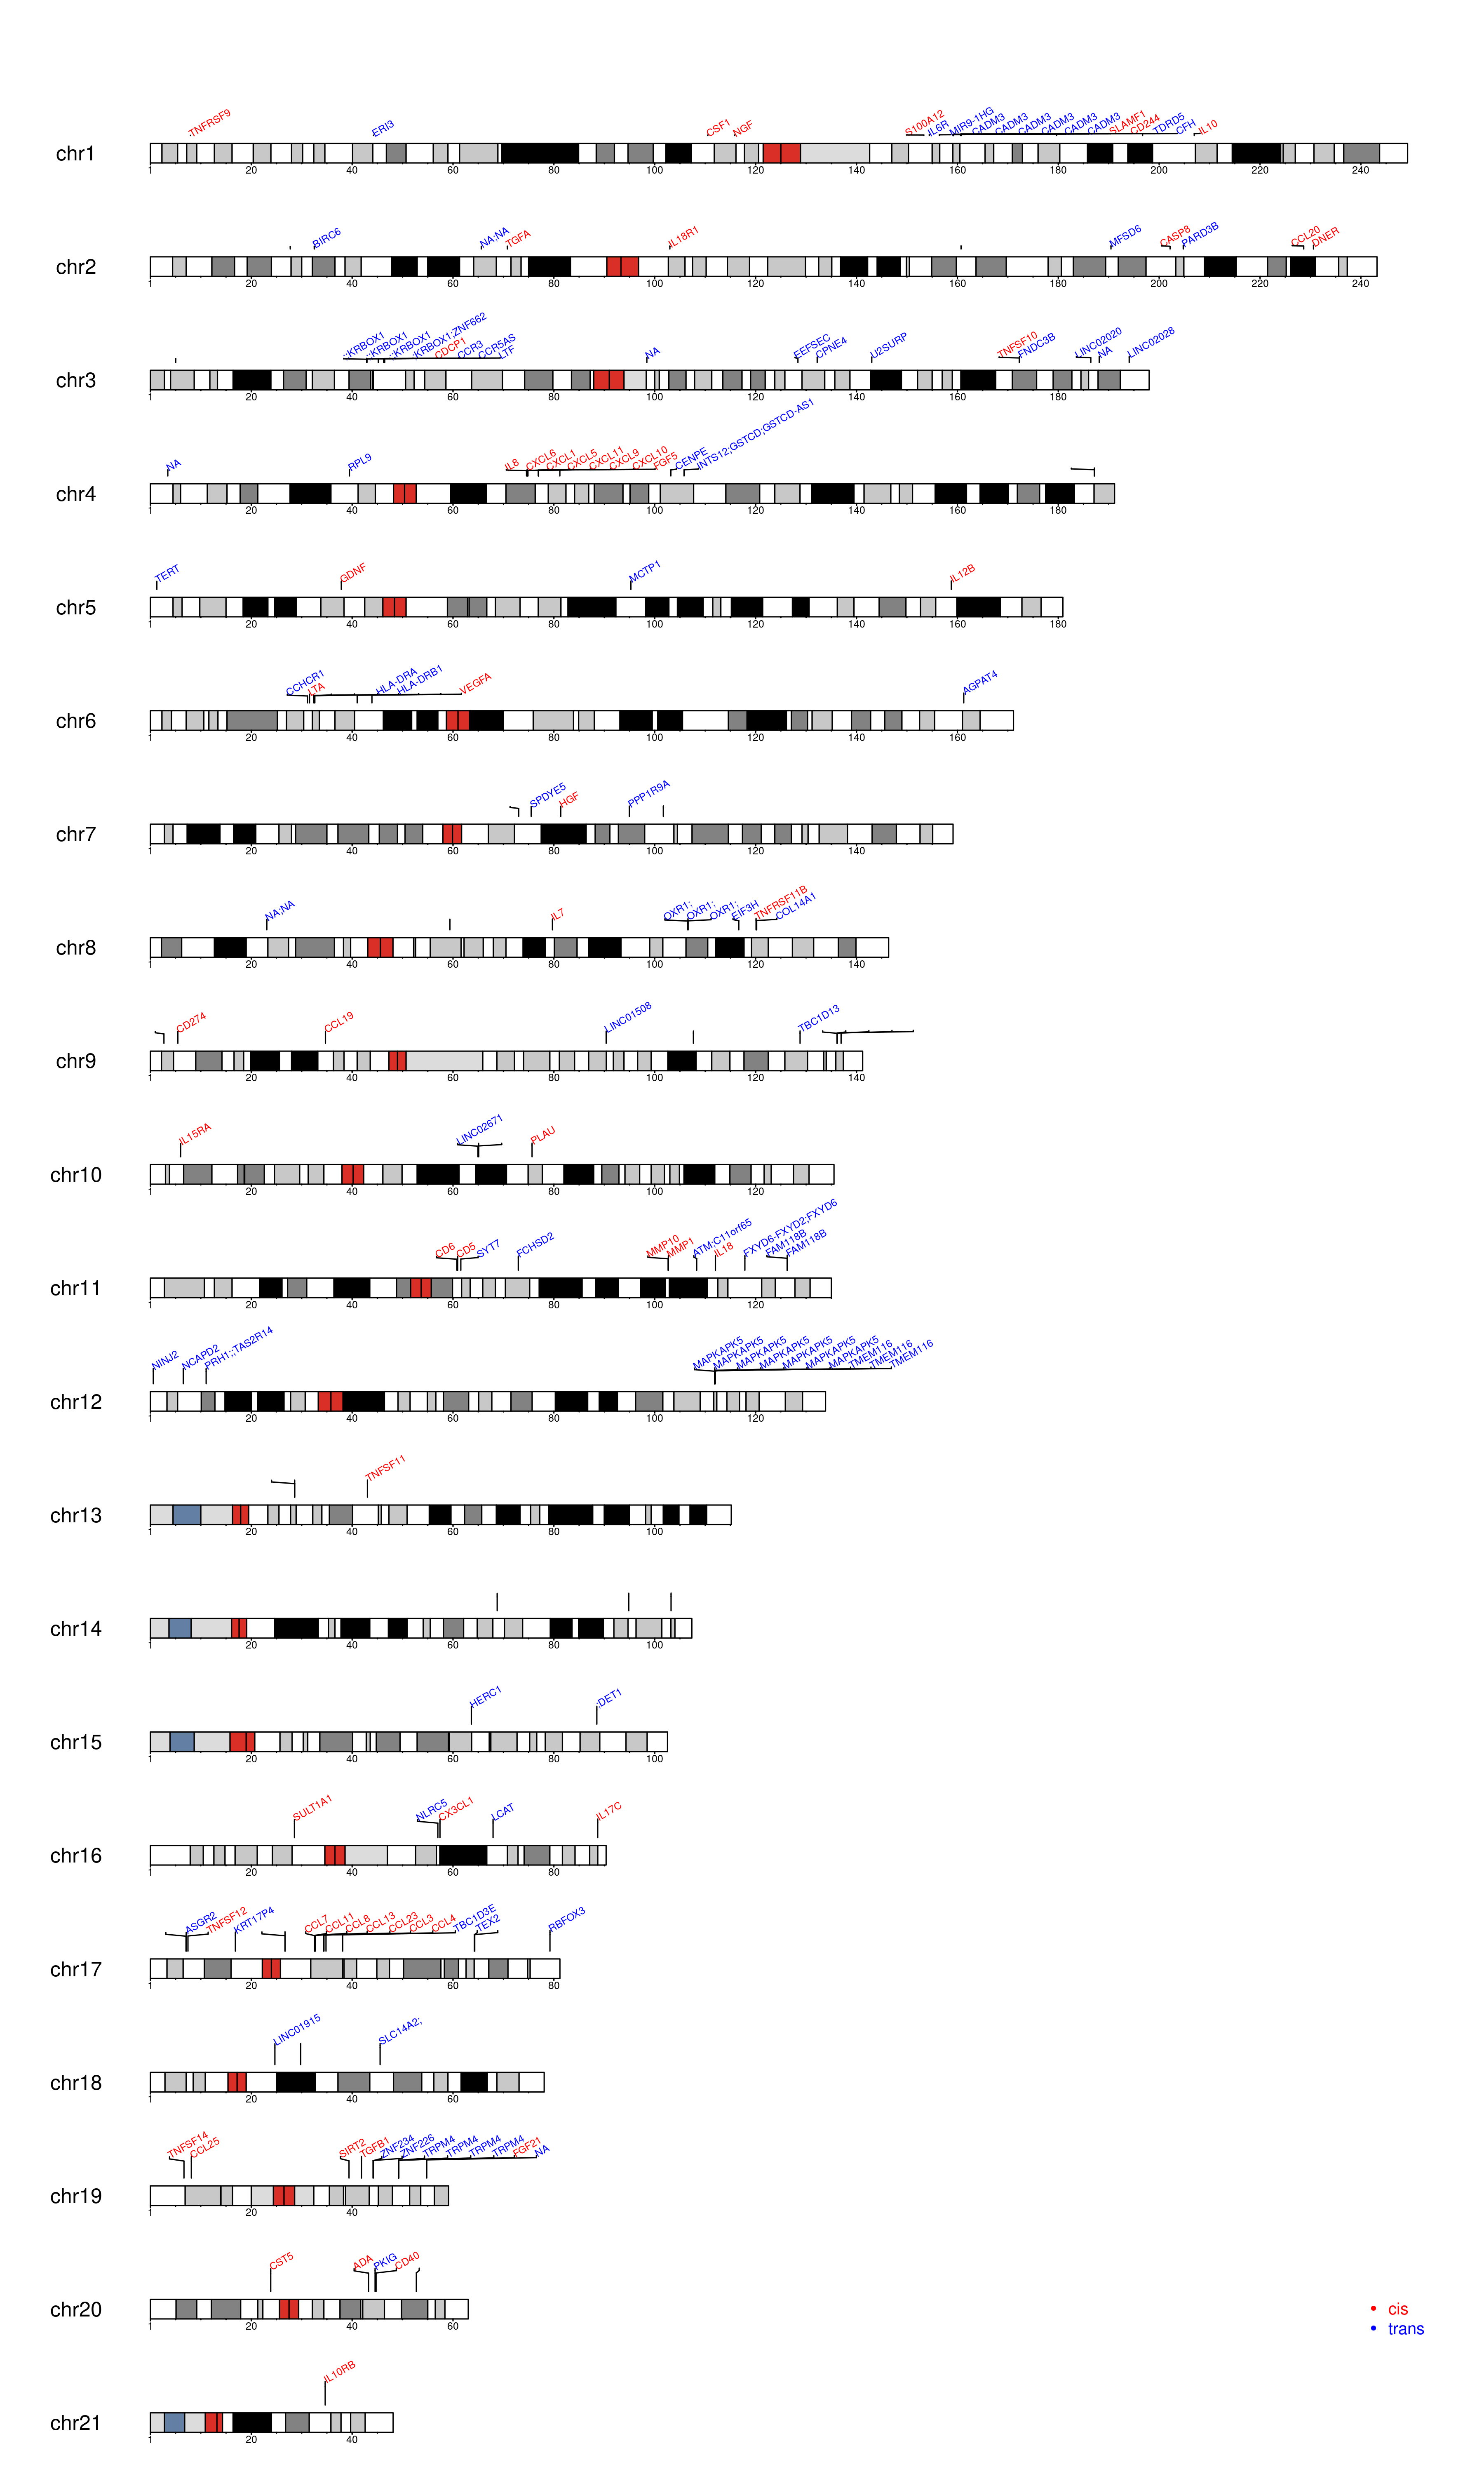 TNFRSF9 ERI3 CSF1 NGF S100A12 IL6R MIR9-1HG CADM3 CADM3 CADM3 CADM3 CADM3 CADM3 SLAMF1 CD244 TDRD5 CFH IL10
chr1
1 20 40 60 80 100 120 140 160 180 200 220 240
BIRC6 NA;NA TGFA IL18R1 MFSD6 CASP8 PARD3B CCL20 DNER
chr2
1 20 40 60 80 100 120 140 160 180 200 220 240
;KRBOX1 ;KRBOX1 ;KRBOX1 ;KRBOX1;ZNF662 CDCP1 CCR3 CCR5AS LTF NA EEFSEC CPNE4 U2SURP TNFSF10 FNDC3B LINC02020 NA LINC02028
chr3
1 20 40 60 80 100 120 140 160 180
NA RPL9 IL8 CXCL6 CXCL1 CXCL5 CXCL11 CXCL9 CXCL10 FGF5 CENPE INTS12;GSTCD;GSTCD-AS1
chr4
1 20 40 60 80 100 120 140 160 180
TERT GDNF MCTP1 IL12B
chr5
1 20 40 60 80 100 120 140 160 180
CCHCR1 LTA HLA-DRA HLA-DRB1 VEGFA AGPAT4
chr6
1 20 40 60 80 100 120 140 160
SPDYE5 HGF PPP1R9A
chr7
1 20 40 60 80 100 120 140
NA;NA IL7 OXR1; OXR1; OXR1; EIF3H TNFRSF11B COL14A1
chr8
1 20 40 60 80 100 120 140
CD274 CCL19 LINC01508 TBC1D13
chr9
1 20 40 60 80 100 120 140
IL15RA LINC02671 PLAU
chr10
1 20 40 60 80 100 120
CD6 CD5 SYT7 FCHSD2 MMP10 MMP1 ATM;C11orf65 IL18 FXYD6-FXYD2;FXYD6 FAM118B FAM118B
chr11
1 20 40 60 80 100 120
NINJ2 NCAPD2 PRH1;;TAS2R14 MAPKAPK5 MAPKAPK5 MAPKAPK5 MAPKAPK5 MAPKAPK5 MAPKAPK5 MAPKAPK5 TMEM116 TMEM116 TMEM116
chr12
1 20 40 60 80 100 120
TNFSF11
chr13
1 20 40 60 80 100
chr14
1 20 40 60 80 100
HERC1 ;DET1
chr15
1 20 40 60 80 100
SULT1A1 NLRC5 CX3CL1 LCAT IL17C
chr16
1 20 40 60 80
ASGR2 TNFSF12 KRT17P4 CCL7 CCL11 CCL8 CCL13 CCL23 CCL3 CCL4 TBC1D3E TEX2 RBFOX3
chr17
1 20 40 60 80
LINC01915 SLC14A2;
chr18
1 20 40 60
TNFSF14 CCL25 SIRT2 TGFB1 ZNF234 ZNF226 TRPM4 TRPM4 TRPM4 TRPM4 FGF21 NA
chr19
1 20 40
CST5 ADA PKIG CD40
chr20
1 20 40 60
cis
trans
IL10RB
chr21
1 20 40